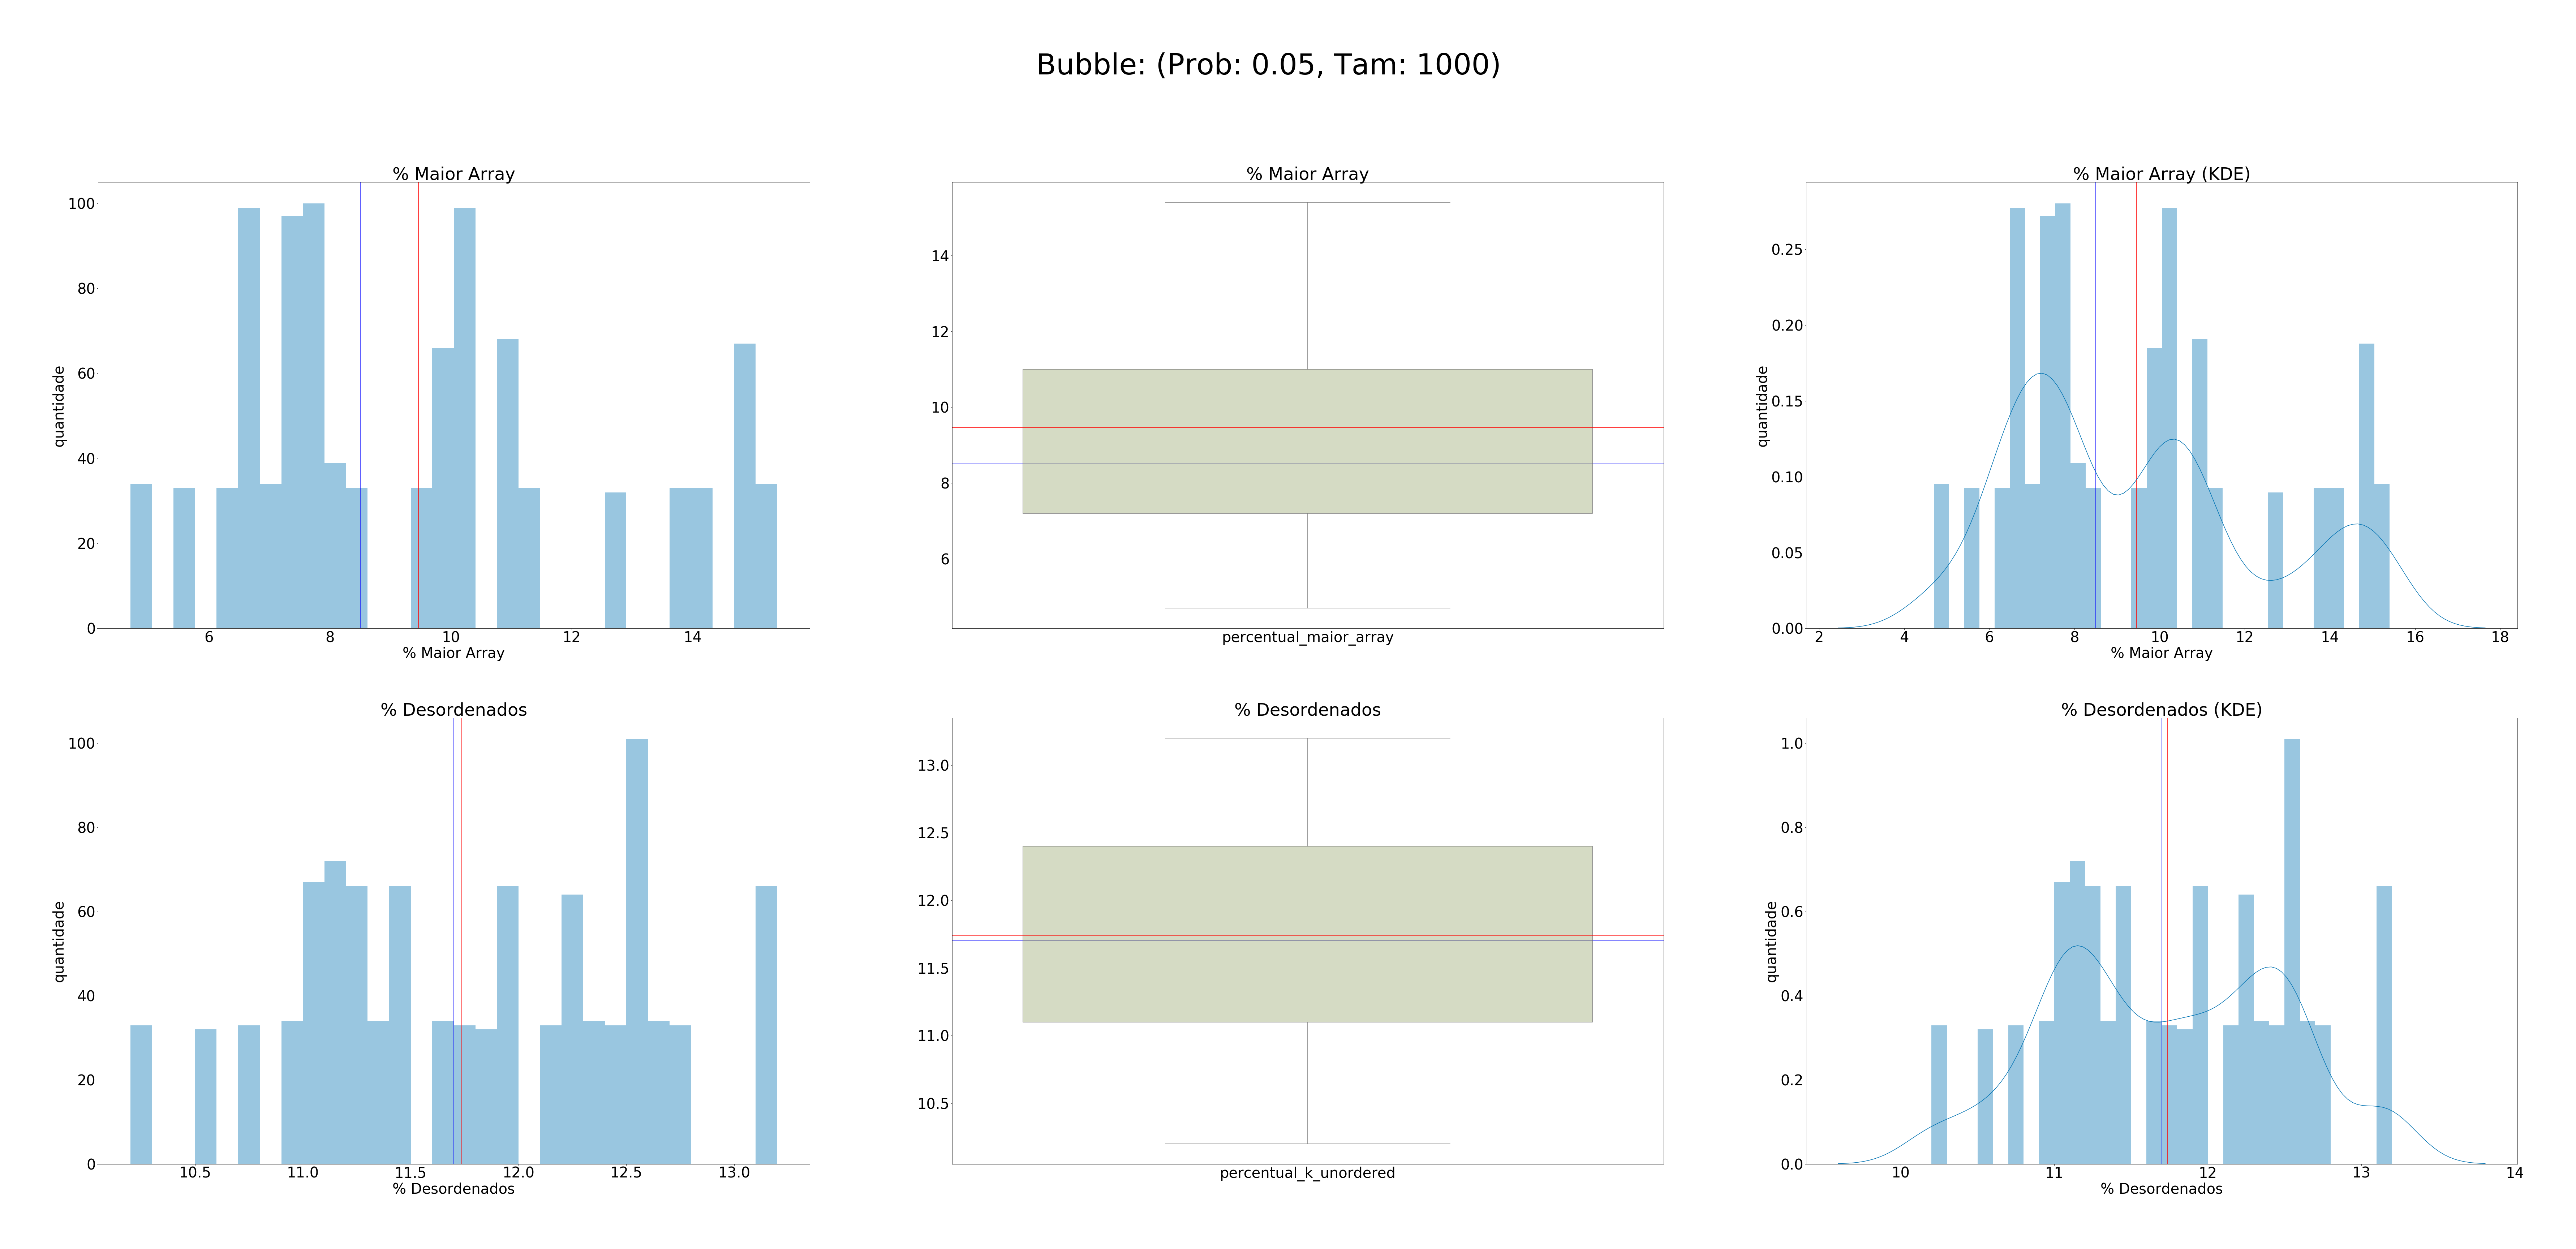 Bubble: (Prob: 0.05, Tam: 1000)
% Maior Array
100
80
60
40
20
0
quantidade
6 8 10 12 14
% Maior Array
% Maior Array
14
12
10
8
6
percentual_maior_array
% Maior Array (KDE)
0.25
0.20
0.15
0.10
0.05
0.00
quantidade
2 4 6 8 10 12 14 16 18
% Maior Array
% Desordenados
100
80
60
40
20
0
quantidade
10.5 11.0 11.5 12.0 12.5 13.0
% Desordenados
% Desordenados
13.0
12.5
12.0
11.5
11.0
10.5
percentual_k_unordered
% Desordenados (KDE)
1.0
0.8
0.6
0.4
0.2
0.0
quantidade
10 11 12 13 14
% Desordenados